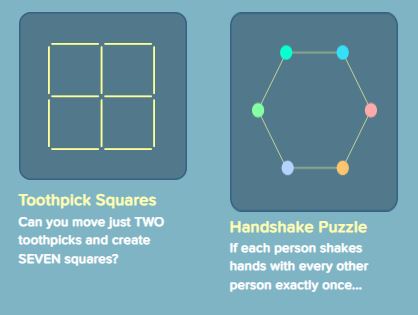 Toothpick Squares
Can you move just TWO
toothpicks and create
SEVEN squares?
Handshake Puzzle
If each person shakes
hands with every other
person exactly once...